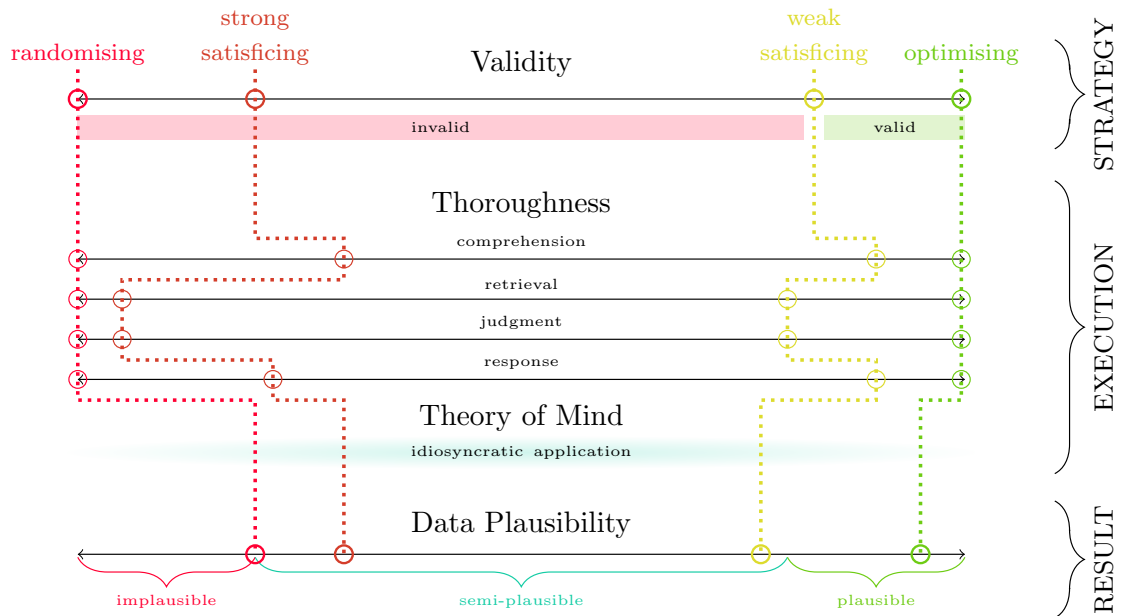 strong
weak
randomising
satisficing
Validity
satisficing
optimising
invalid
valid
STRATEGY
Thoroughness
comprehension
retrieval
judgment
response
Theory of Mind
idiosyncratic application
EXECUTION
Data Plausibility
implausible
semi-plausible
plausible
RESULT